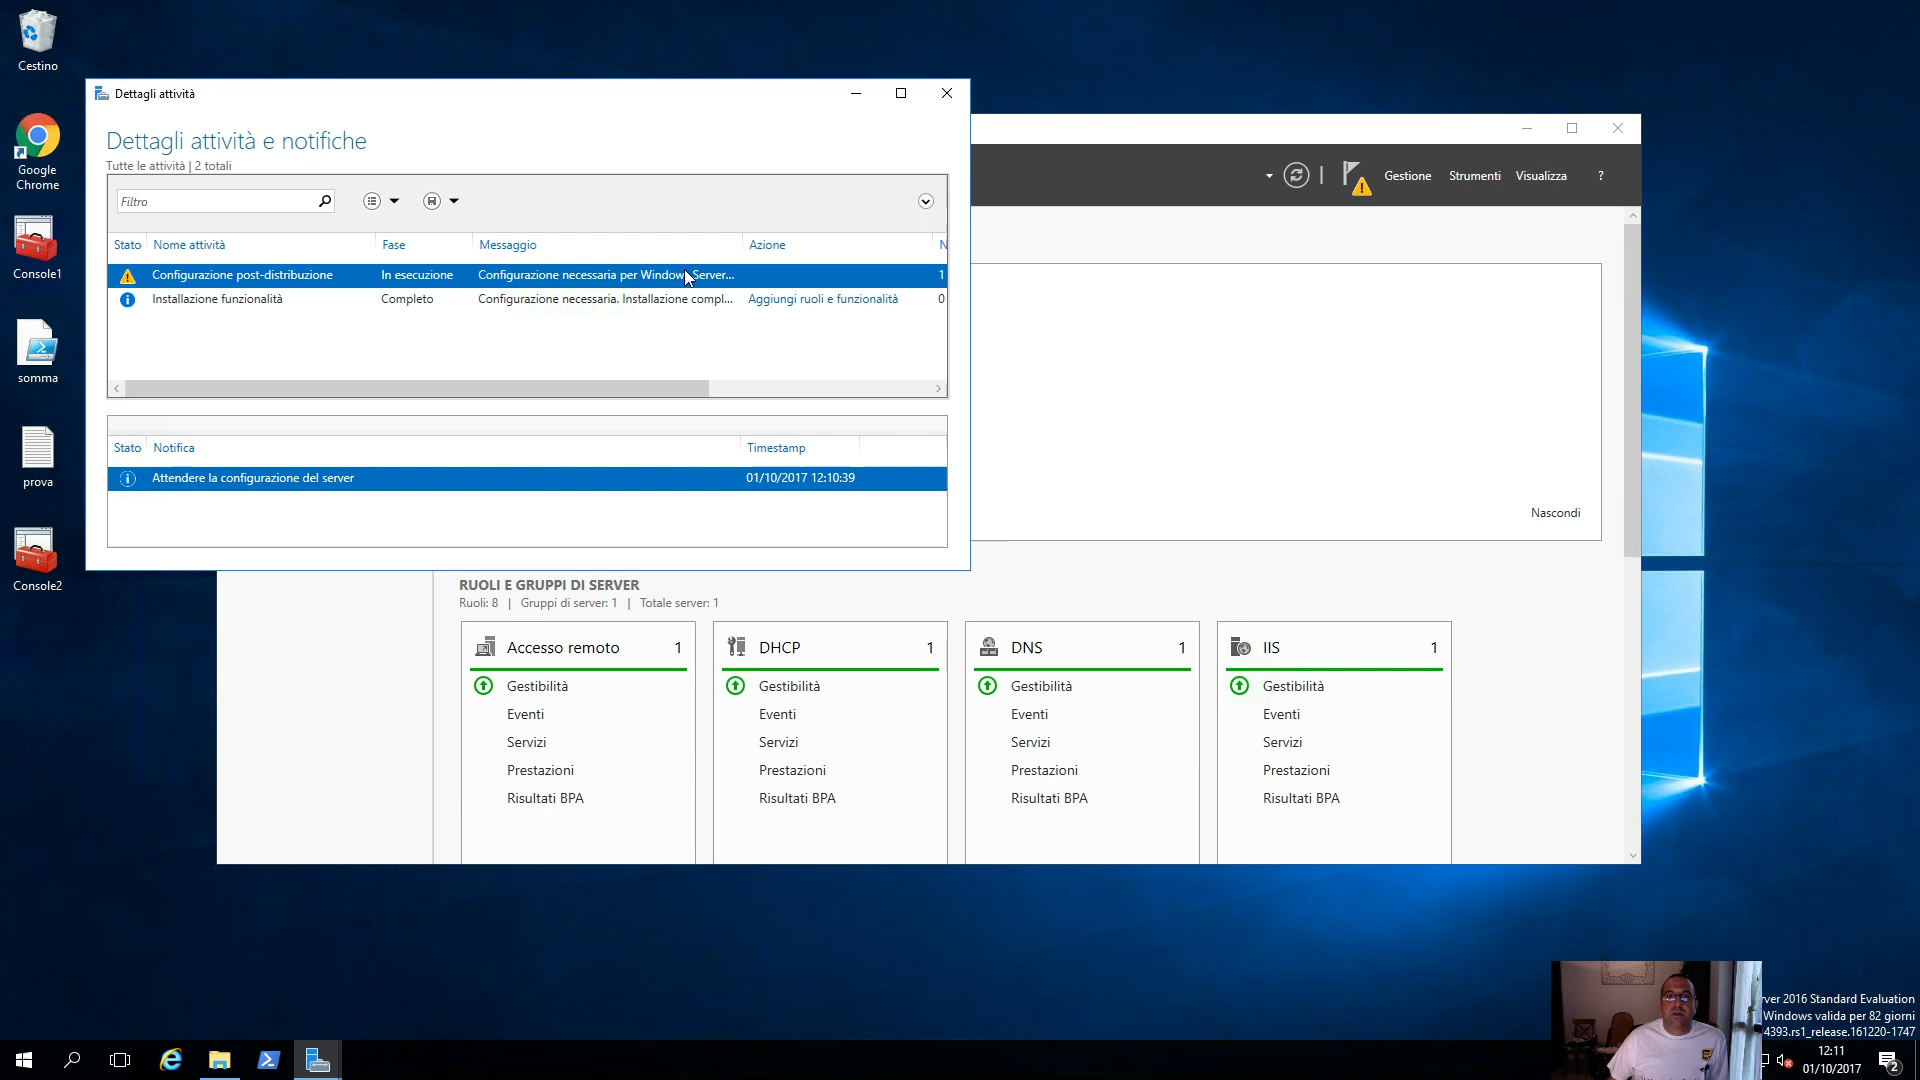 Cestino
Google
Chrome
Console1
somma
prova
Console2
Dettagli attività
Dettagli attività e notifiche
Tutte le attività | 2 totali
Filtro
Stato Nome attività Fase Messaggio Azione N
Configurazione post-distribuzione In esecuzione Configurazione necessaria per Window Server... 1
Installazione funzionalità Completo Configurazione necessaria. Installazione compl... Aggiungi ruoli e funzionalità 0
Stato Notifica Timestamp
Attendere la configurazione del server 01/10/2017 12:10:39
Gestione Strumenti Visualizza ?
Nascondi
RUOLI E GRUPPI DI SERVER
Ruoli: 8 | Gruppi di server: 1 | Totale server: 1
Accesso remoto 1
Gestibilità
Eventi
Servizi
Prestazioni
Risultati BPA
DHCP 1
Gestibilità
Eventi
Servizi
Prestazioni
Risultati BPA
DNS 1
Gestibilità
Eventi
Servizi
Prestazioni
Risultati BPA
IIS 1
Gestibilità
Eventi
Servizi
Prestazioni
Risultati BPA
ver 2016 Standard Evaluation
Windows valida per 82 giorni
4393.rs1_release.161220-1747
12:11
01/10/2017
2